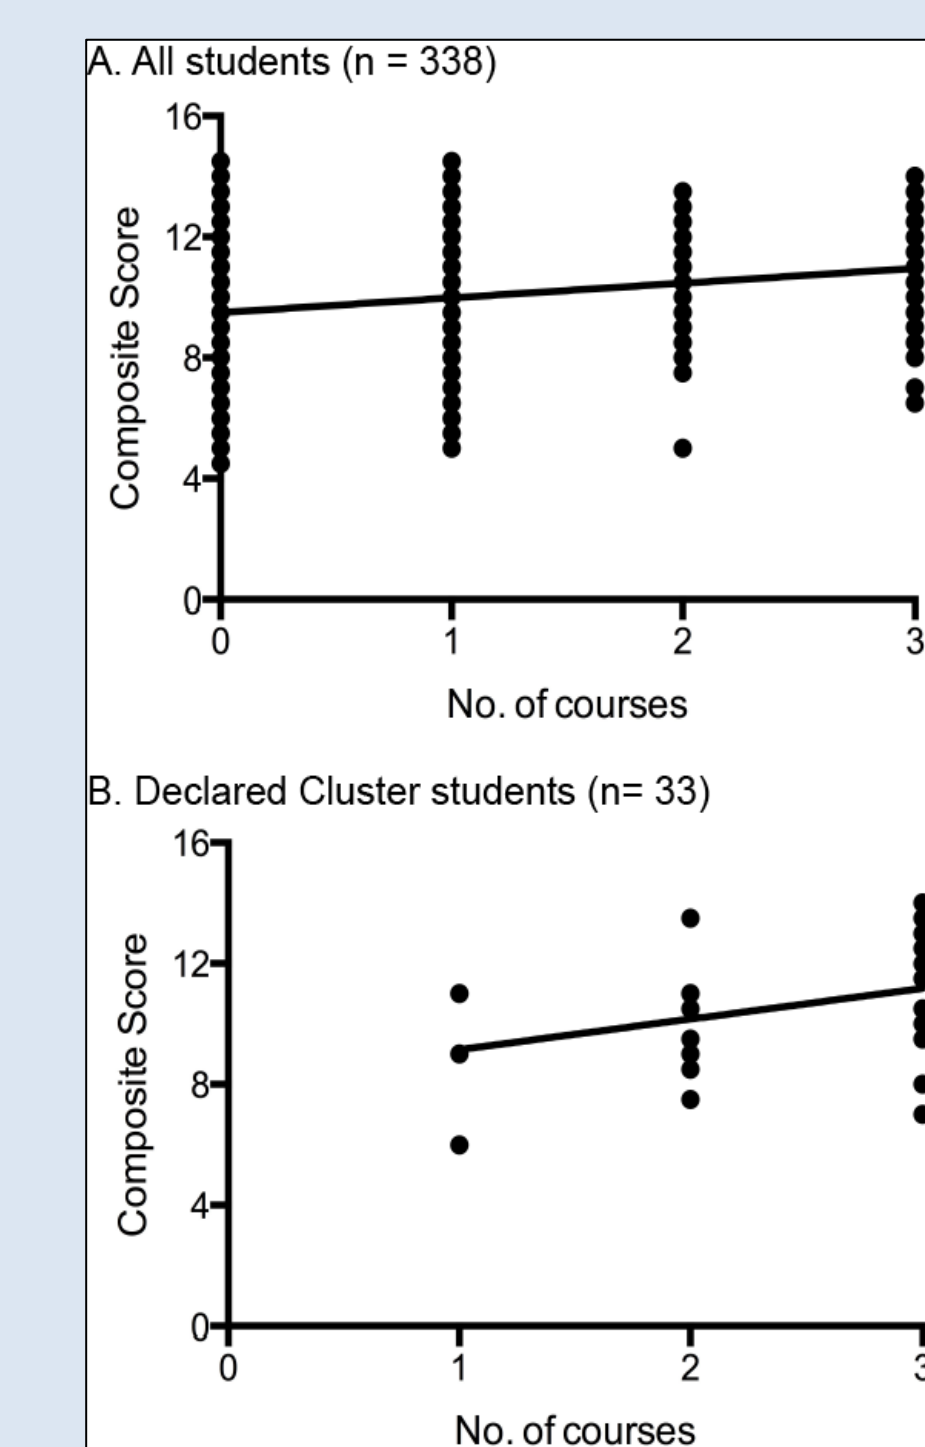 A. All students (n = 338)
16
12
8
4
0
Composite Score
0 1 2 3
No. of courses
B. Declared Cluster students (n= 33)
16
12
8
4
0
Composite Score
0 1 2 3
No. of courses